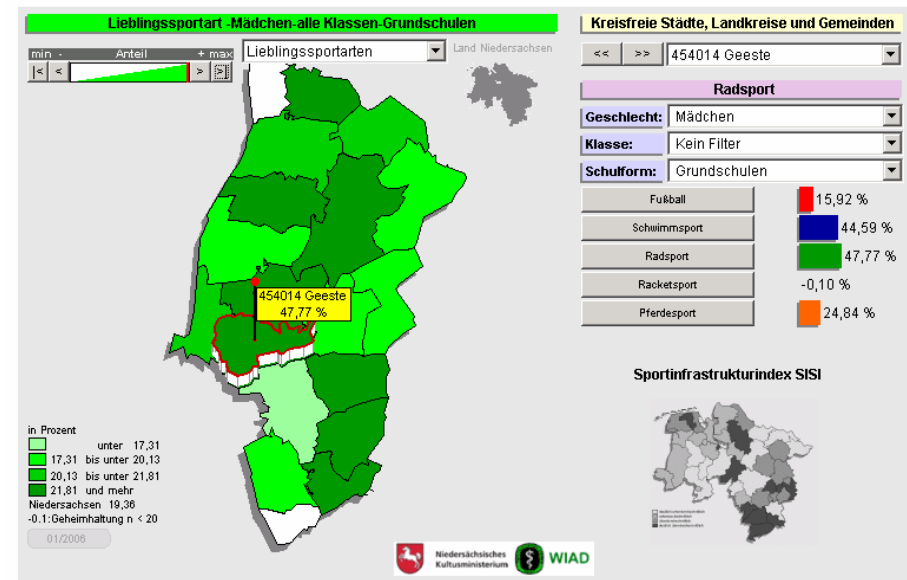 Lieblingssportart -Mädchen-alle Klassen-Grundschulen
min - Anteil + max
|< < > >|
Lieblingssportarten
Land Niedersachsen
454014 Geeste
47,77 %
in Prozent
unter 17,31
17,31 bis unter 20,13
20,13 bis unter 21,81
21,81 und mehr
Niedersachsen 19,36
-0.1:Geheimhaltung n < 20
01/2006
Kreisfreie Städte, Landkreise und Gemeinden
<< >> 454014 Geeste
Radsport
Geschlecht: Mädchen
Klasse: Kein Filter
Schulform: Grundschulen
Fußball 15,92 %
Schwimmsport 44,59 %
Radsport 47,77 %
Racketsport -0,10 %
Pferdesport 24,84 %
Sportinfrastrukturindex SISI
Niedersächsisches
Kultusministerium
WIAD